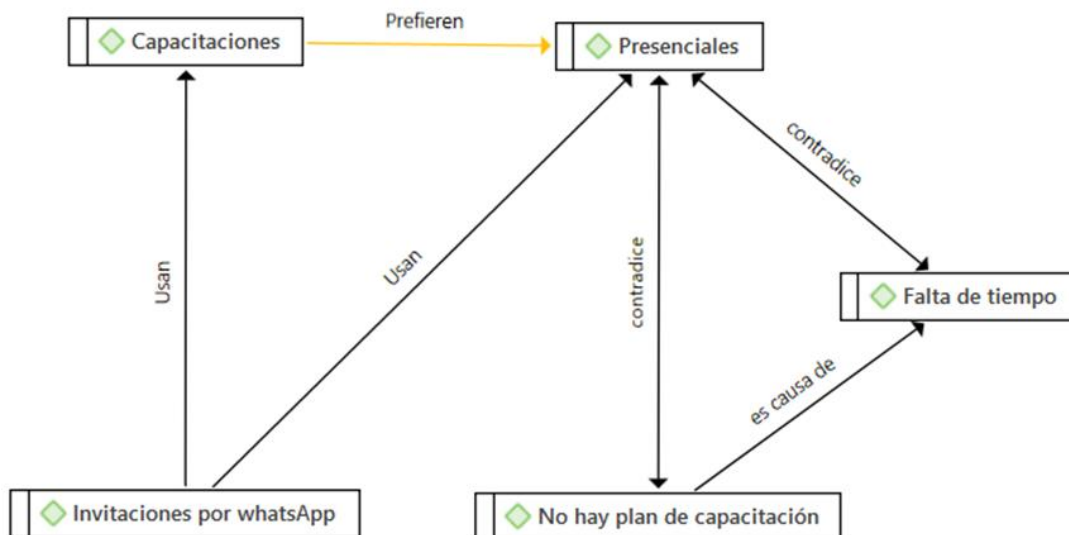 Prefieren
Capacitaciones
Presenciales
contradice
Usan
Usan
contradice
Falta de tiempo
es causa de
Invitaciones por whatsApp
No hay plan de capacitación